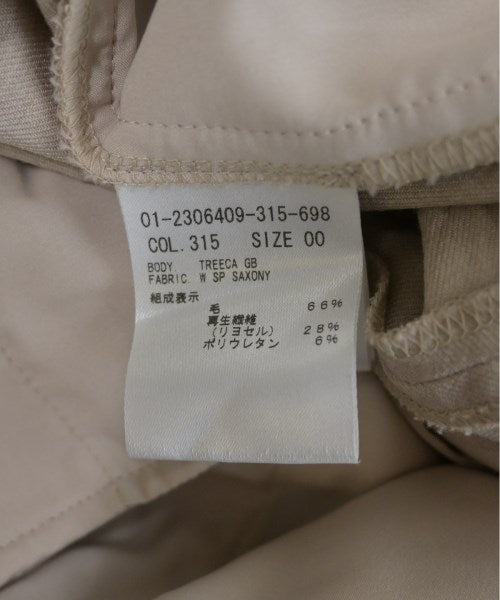 01-2306409-315-698
COL.315 SIZE 00
BODY. TREECA GB
FABRIC. W SP SAXONY
組成表示
毛 66%
再生繊維
(リヨセル) 28%
ポリウレタン 6%